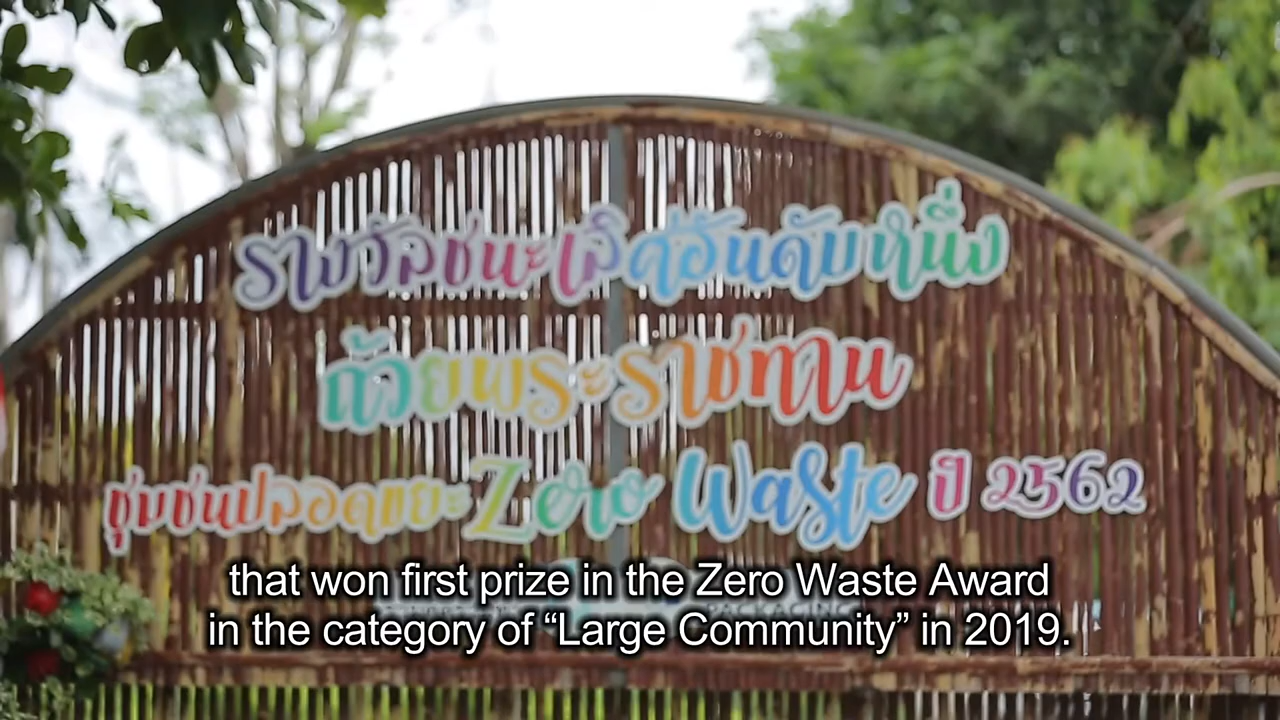 รางวัลชนะเลิศอันดับหนึ่ง
ถ้วยพระราชทาน
ชุมชนปลอดขยะ Zero Waste ปี 2562
PACKAGING
that won first prize in the Zero Waste Award
in the category of “Large Community” in 2019.